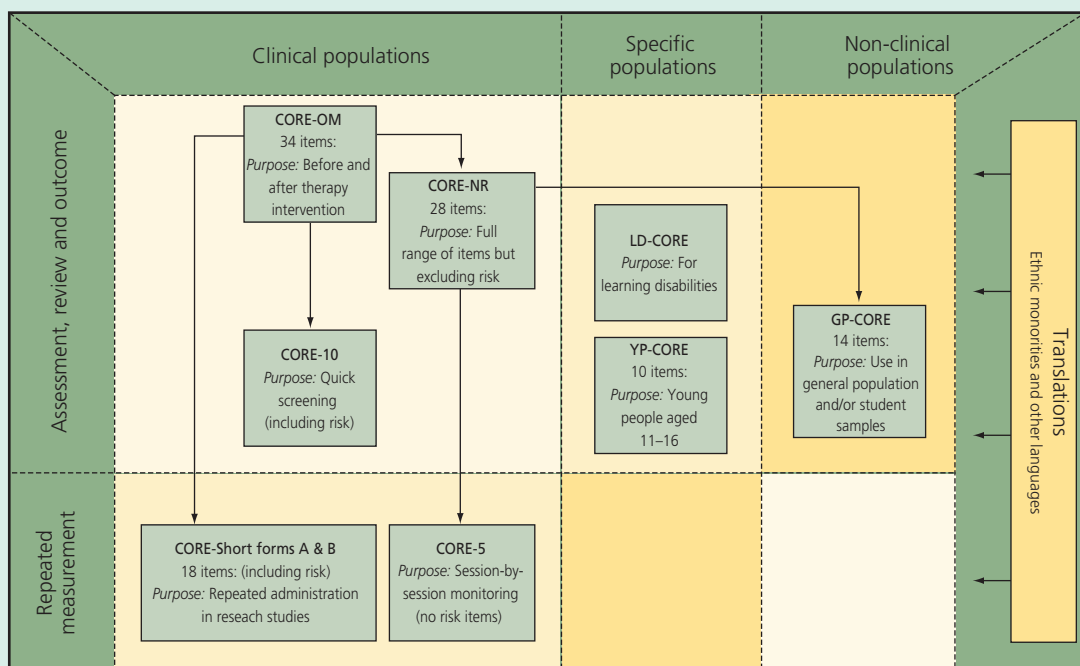 Clinical populations
Specific
populations
Non-clinical
populations
Assessment, review and outcome
CORE-OM
34 items:
Purpose: Before and
after therapy
intervention
CORE-NR
28 items:
Purpose: Full
range of items but
excluding risk
CORE-10
Purpose: Quick
screening
(including risk)
LD-CORE
Purpose: For
learning disabilities
YP-CORE
10 items:
Purpose: Young
people aged
11–16
GP-CORE
14 items:
Purpose: Use in
general population
and/or student
samples
Repeated
measurement
CORE-Short forms A & B
18 items: (including risk)
Purpose: Repeated administration
in reseach studies
CORE-5
Purpose: Session-by-
session monitoring
(no risk items)
Translations
Ethnic monorities and other languages